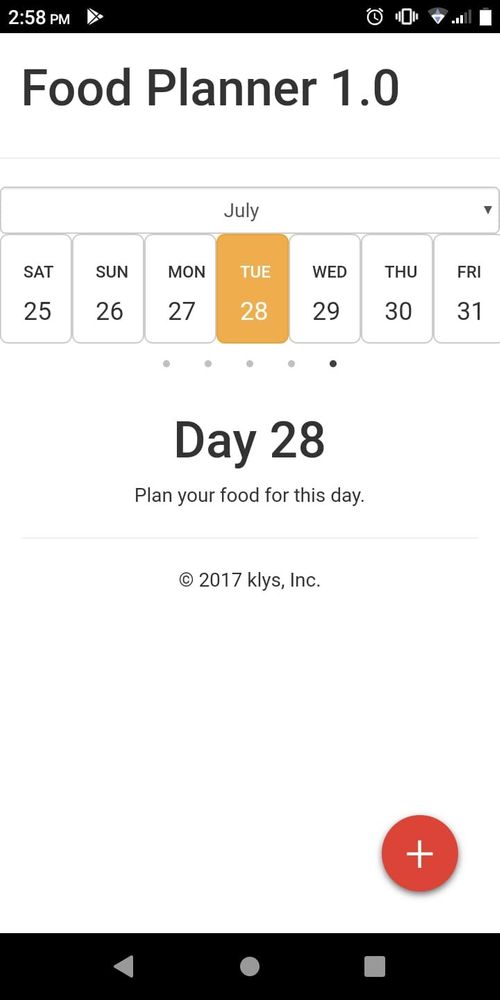 2:58 PM
Food Planner 1.0
July
SAT SUN MON TUE WED THU FRI
25 26 27 28 29 30 31
Day 28
Plan your food for this day.
© 2017 klys, Inc.